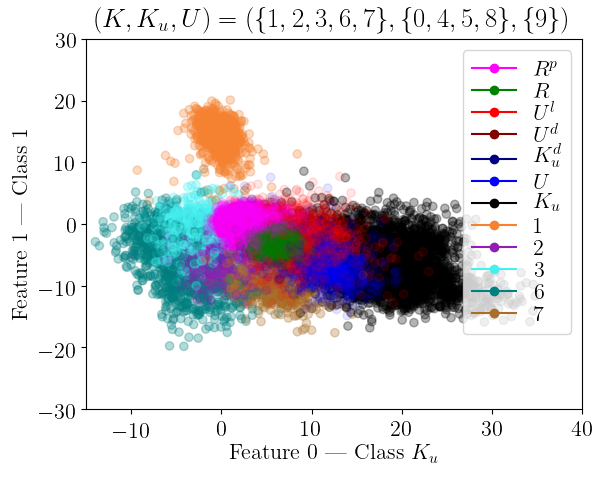 (K, K_u, U) = ({1, 2, 3, 6, 7}, {0, 4, 5, 8}, {9})
30
20
10
0
−10
−20
−30
Feature 1 — Class 1
R^p
R
U^l
U^d
K_u^d
U
K_u
1
2
3
6
7
−10
0
10
20
30
40
Feature 0 — Class K_u